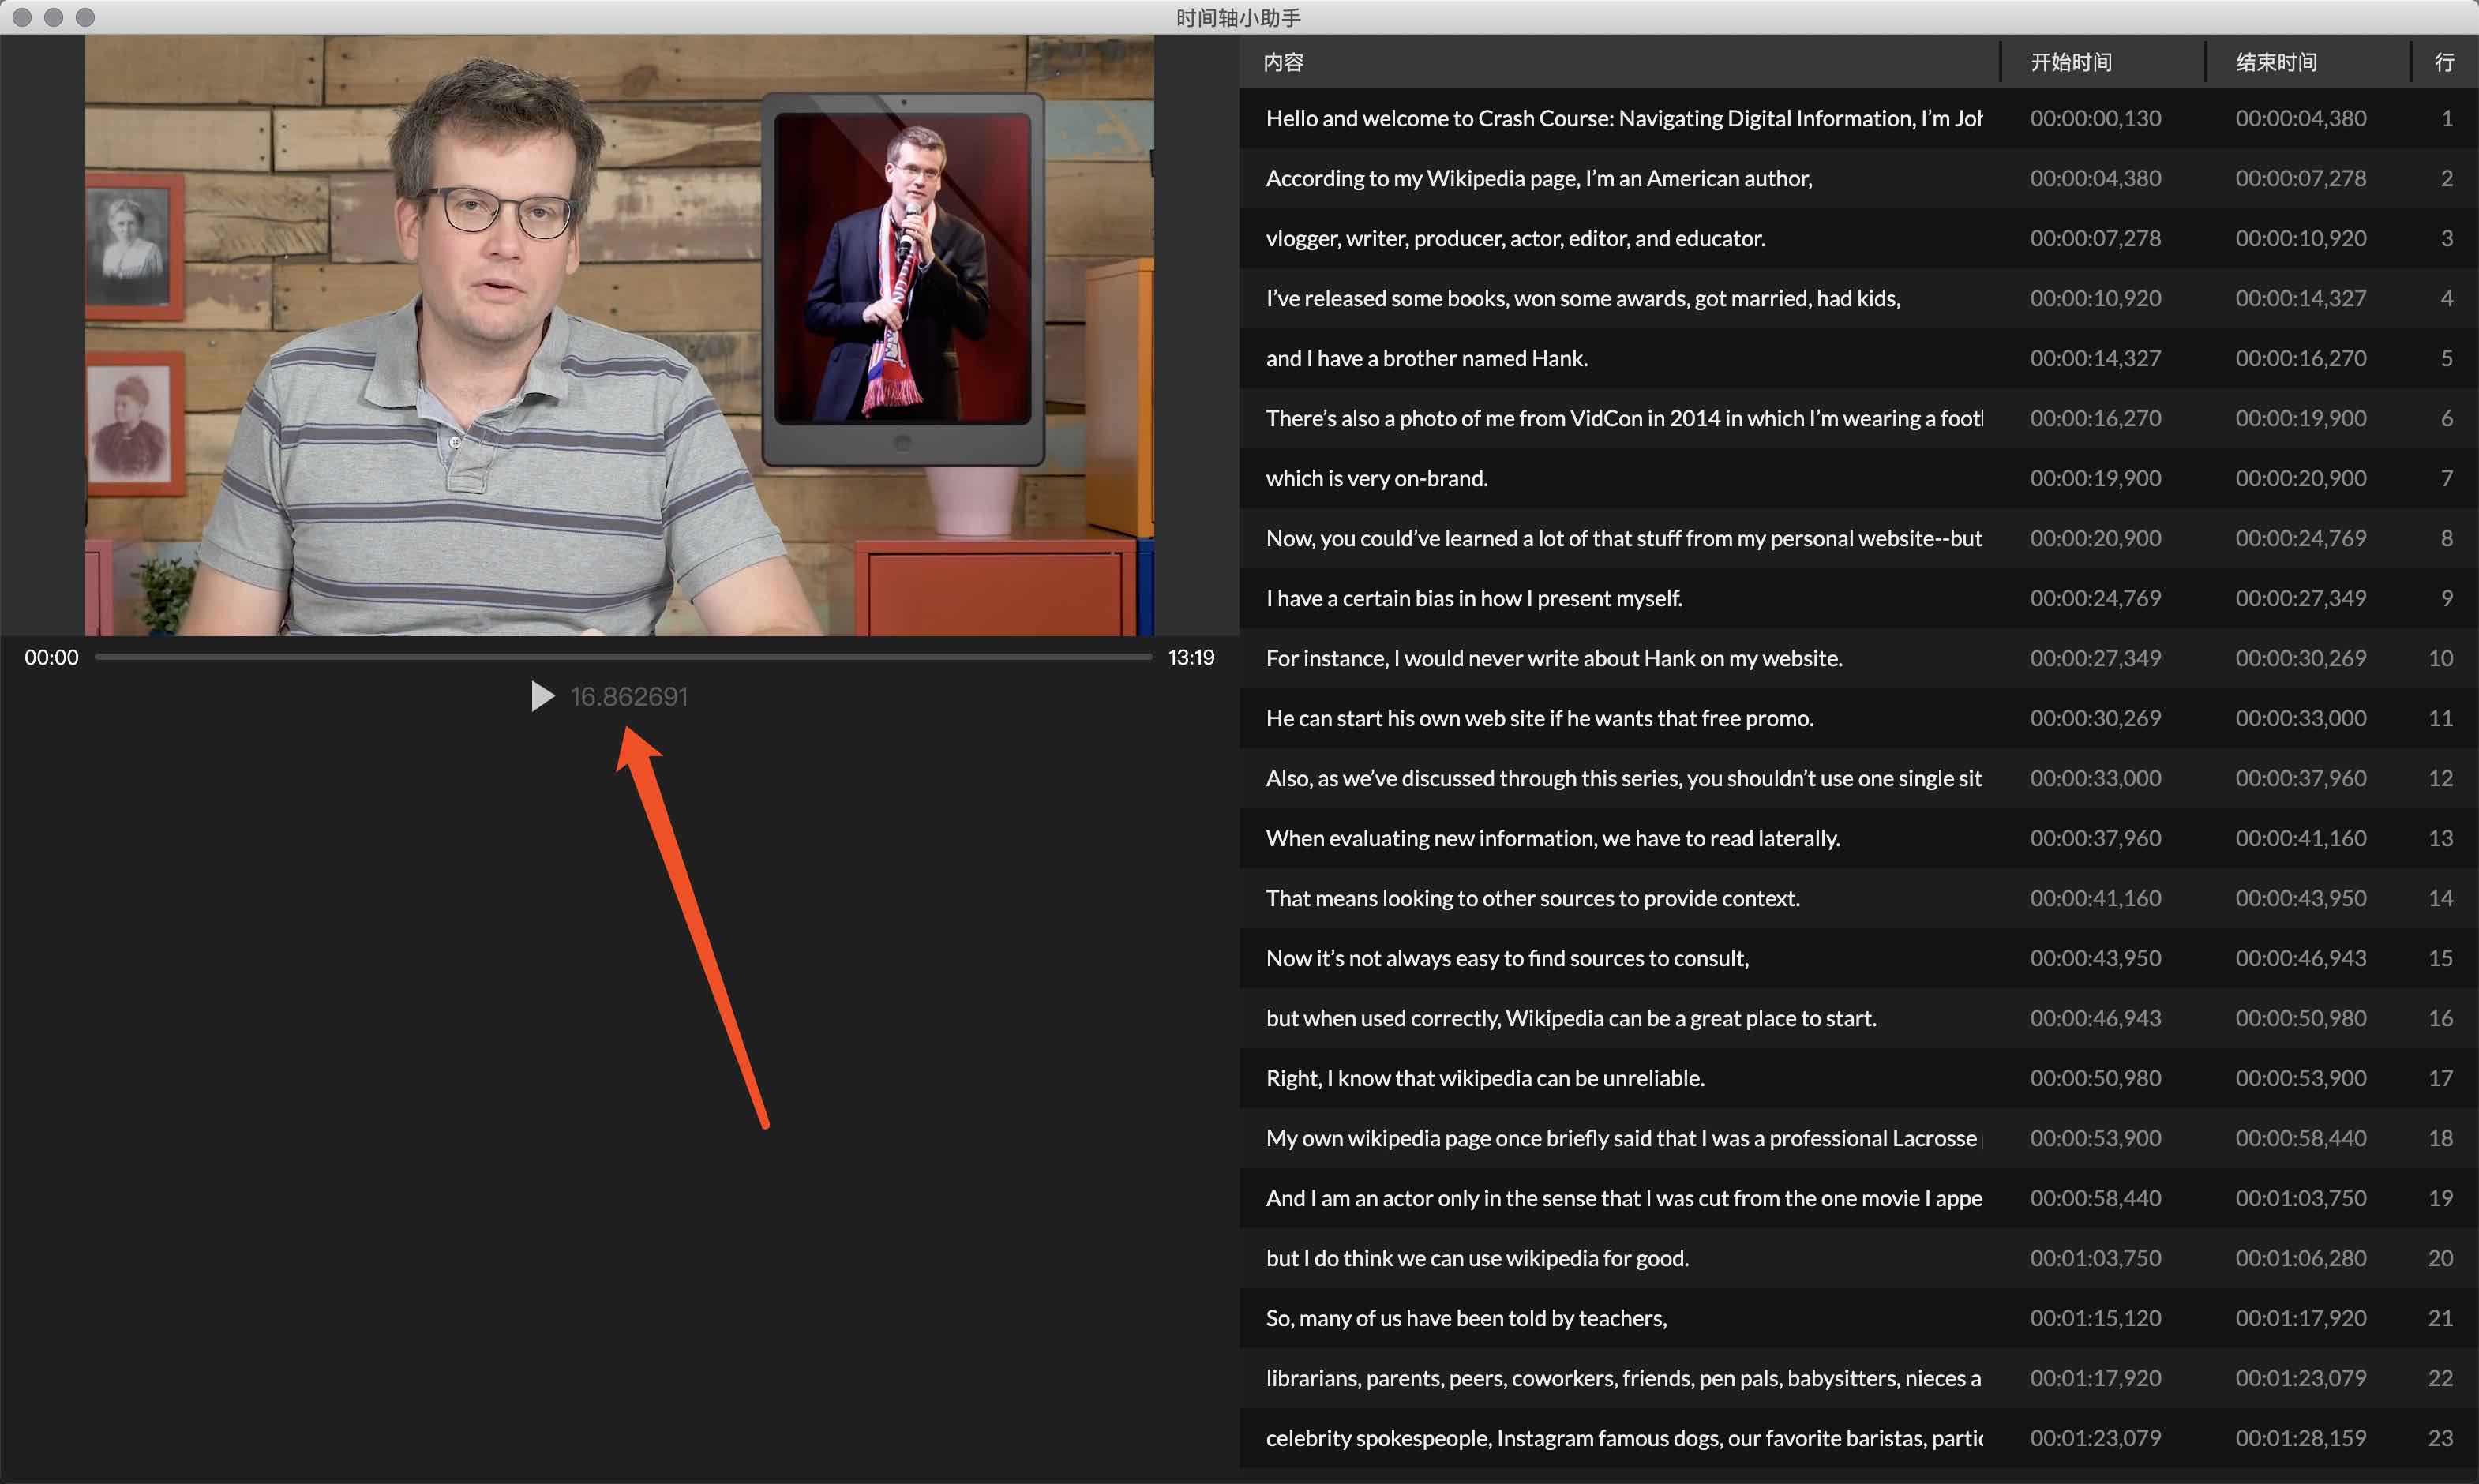 时间轴小助手
00:00
13:19
16.862691
内容 开始时间 结束时间 行
Hello and welcome to Crash Course: Navigating Digital Information, I’m 00:00:00,130 00:00:04,380 1
According to my Wikipedia page, I’m an American author, 00:00:04,380 00:00:07,278 2
vlogger, writer, producer, actor, editor, and educator. 00:00:07,278 00:00:10,920 3
I’ve released some books, won some awards, got married, had kids, 00:00:10,920 00:00:14,327 4
and I have a brother named Hank. 00:00:14,327 00:00:16,270 5
There’s also a photo of me from VidCon in 2014 in which I’m wearing a 00:00:16,270 00:00:19,900 6
which is very on-brand. 00:00:19,900 00:00:20,900 7
Now, you could’ve learned a lot of that stuff from my personal website--but 00:00:20,900 00:00:24,769 8
I have a certain bias in how I present myself. 00:00:24,769 00:00:27,349 9
For instance, I would never write about Hank on my website. 00:00:27,349 00:00:30,269 10
He can start his own web site if he wants that free promo. 00:00:30,269 00:00:33,000 11
Also, as we’ve discussed through this series, you shouldn’t use one single sit 00:00:33,000 00:00:37,960 12
When evaluating new information, we have to read laterally. 00:00:37,960 00:00:41,160 13
That means looking to other sources to provide context. 00:00:41,160 00:00:43,950 14
Now it’s not always easy to find sources to consult, 00:00:43,950 00:00:46,943 15
but when used correctly, Wikipedia can be a great place to start. 00:00:46,943 00:00:50,980 16
Right, I know that wikipedia can be unreliable. 00:00:50,980 00:00:53,900 17
My own wikipedia page once briefly said that I was a professional Lacrosse 00:00:53,900 00:00:58,440 18
And I am an actor only in the sense that I was cut from the one movie I appe 00:00:58,440 00:01:03,750 19
but I do think we can use wikipedia for good. 00:01:03,750 00:01:06,280 20
So, many of us have been told by teachers, 00:01:15,120 00:01:17,920 21
librarians, parents, peers, coworkers, friends, pen pals, babysitters, nieces a 00:01:17,920 00:01:23,079 22
celebrity spokespeople, Instagram famous dogs, our favorite baristas, 00:01:23,079 00:01:28,159 23